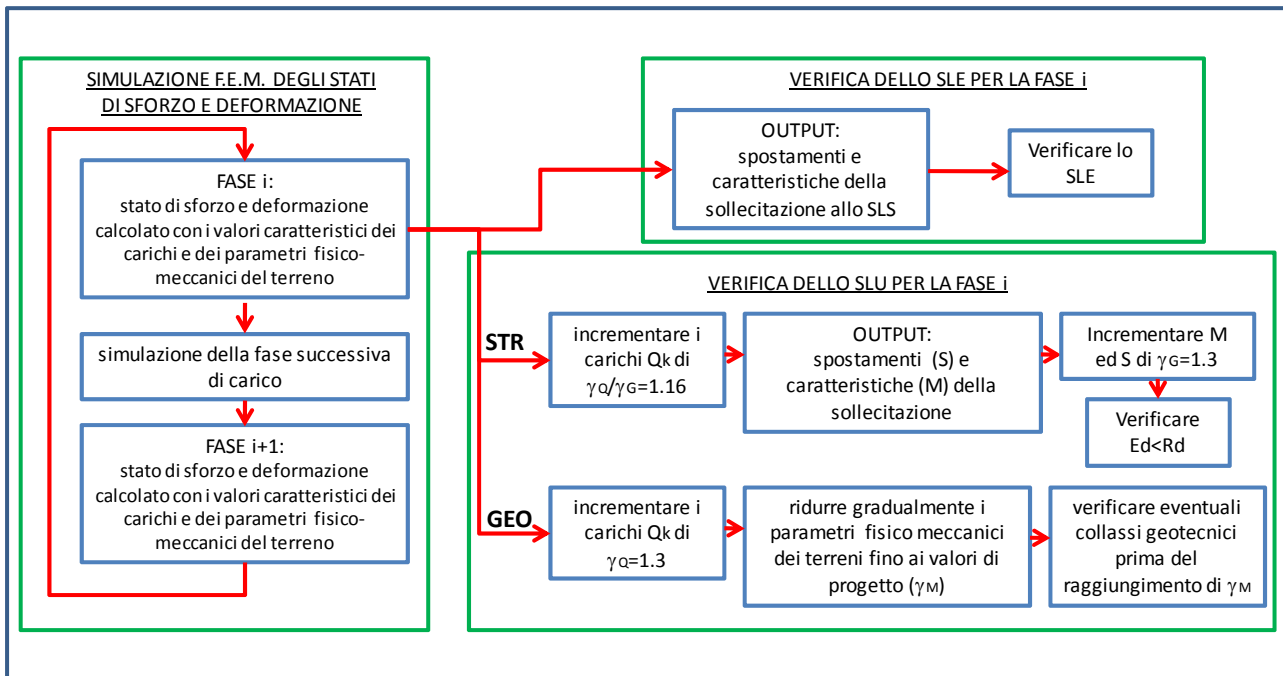 SIMULAZIONE F.E.M. DEGLI STATI
DI SFORZO E DEFORMAZIONE
FASE i:
stato di sforzo e deformazione
calcolato con i valori caratteristici dei
carichi e dei parametri fisico-
meccanici del terreno
simulazione della fase successiva
di carico
FASE i+1:
stato di sforzo e deformazione
calcolato con i valori caratteristici dei
carichi e dei parametri fisico-
meccanici del terreno
VERIFICA DELLO SLE PER LA FASE i
OUTPUT:
spostamenti e
caratteristiche della
sollecitazione allo SLS
Verificare lo
SLE
VERIFICA DELLO SLU PER LA FASE i
STR
incrementare i
carichi Qk di
γQ/γG=1.16
OUTPUT:
spostamenti (S) e
caratteristiche (M) della
sollecitazione
Incrementare M
ed S di γG=1.3
Verificare
Ed<Rd
GEO
incrementare i
carichi Qk di
γQ=1.3
ridurre gradualmente i
parametri fisico meccanici
dei terreni fino ai valori di
progetto (γM)
verificare eventuali
collassi geotecnici
prima del
raggiungimento di γM